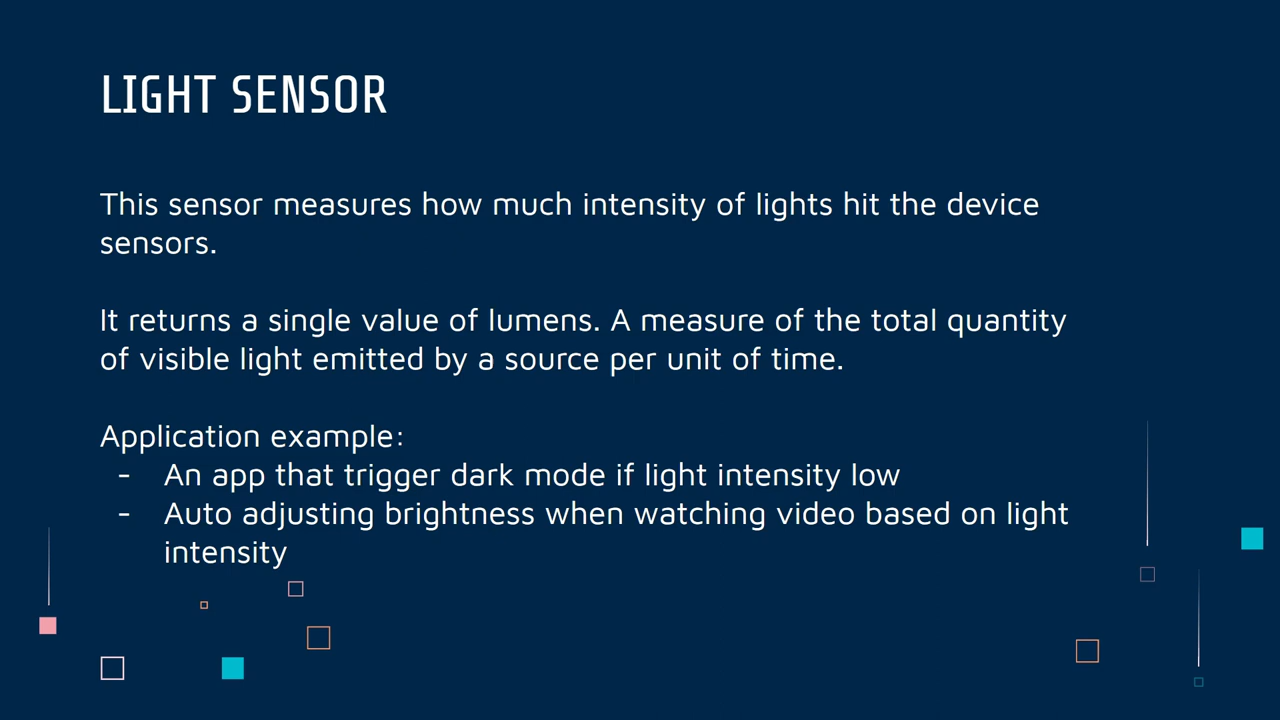 LIGHT SENSOR
This sensor measures how much intensity of lights hit the device
sensors.
It returns a single value of lumens. A measure of the total quantity
of visible light emitted by a source per unit of time.
Application example:
- An app that trigger dark mode if light intensity low
- Auto adjusting brightness when watching video based on light
intensity